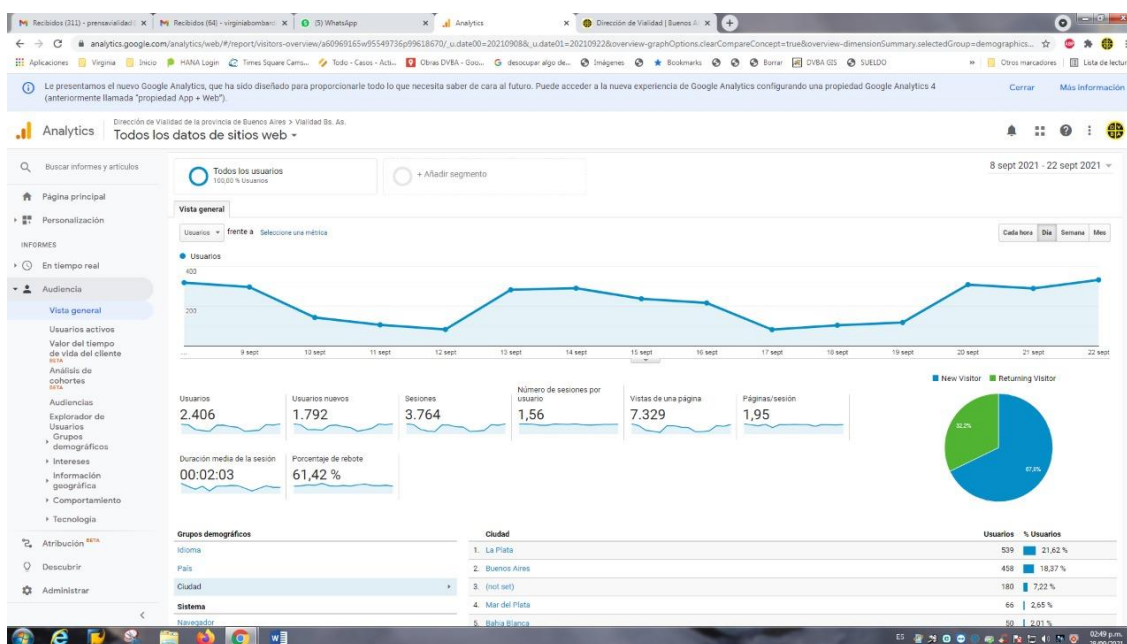 Recibidos (311) - prensavialidad
Recibidos (64) - virginiabombard
(5) WhatsApp
Analytics
Dirección de Vialidad | Buenos A
analytics.google.com/analytics/web/#/report/visitors-overview/a60969165w95549736p99618670/_u.date00=20210908&_u.date01=20210922&overview-graphOptions.clearCompareConcept=true&overview-dimensionSummary.selectedGroup=demographics...
Aplicaciones Virginia Inicio HANA Login Times Square Cams... Todo - Casos - Acti... Obras DVBA - Goo... desocupar algo de... Imágenes Bookmarks Borrar DVBA GIS SUELDO » Otros marcadores Lista de lectur
Le presentamos el nuevo Google Analytics, que ha sido diseñado para proporcionarle todo lo que necesita saber de cara al futuro. Puede acceder a la nueva experiencia de Google Analytics configurando una propiedad Google Analytics 4
(anteriormente llamada "propiedad App + Web").
Cerrar Más información
Analytics
Dirección de Vialidad de la provincia de Buenos Aires > Vialidad Bs. As.
Todos los datos de sitios web
Buscar informes y artículos
Página principal
Personalización
INFORMES
En tiempo real
Audiencia
Vista general
Usuarios activos
Valor del tiempo
de vida del cliente
BETA
Análisis de
cohortes
BETA
Audiencias
Explorador de
Usuarios
Grupos
demográficos
Intereses
Información
geográfica
Comportamiento
Tecnología
Atribución BETA
Descubrir
Administrar
Todos los usuarios
100,00 % Usuarios
+ Añadir segmento
8 sept 2021 - 22 sept 2021
Vista general
Usuarios frente a Seleccione una métrica
Cada hora Día Semana Mes
Usuarios
400
200
... 9 sept 10 sept 11 sept 12 sept 13 sept 14 sept 15 sept 16 sept 17 sept 18 sept 19 sept 20 sept 21 sept 22 sept
New Visitor Returning Visitor
32,2%
67,8%
Usuarios
2.406
Usuarios nuevos
1.792
Sesiones
3.764
Número de sesiones por
usuario
1,56
Vistas de una página
7.329
Páginas/sesión
1,95
Duración media de la sesión
00:02:03
Porcentaje de rebote
61,42 %
Grupos demográficos
Idioma
País
Ciudad
Sistema
Navegador
Ciudad Usuarios % Usuarios
1. La Plata 539 21,62 %
2. Buenos Aires 458 18,37 %
3. (not set) 180 7,22 %
4. Mar del Plata 66 2,65 %
5. Bahia Blanca 50 2,01 %
ES
02:49 p.m.